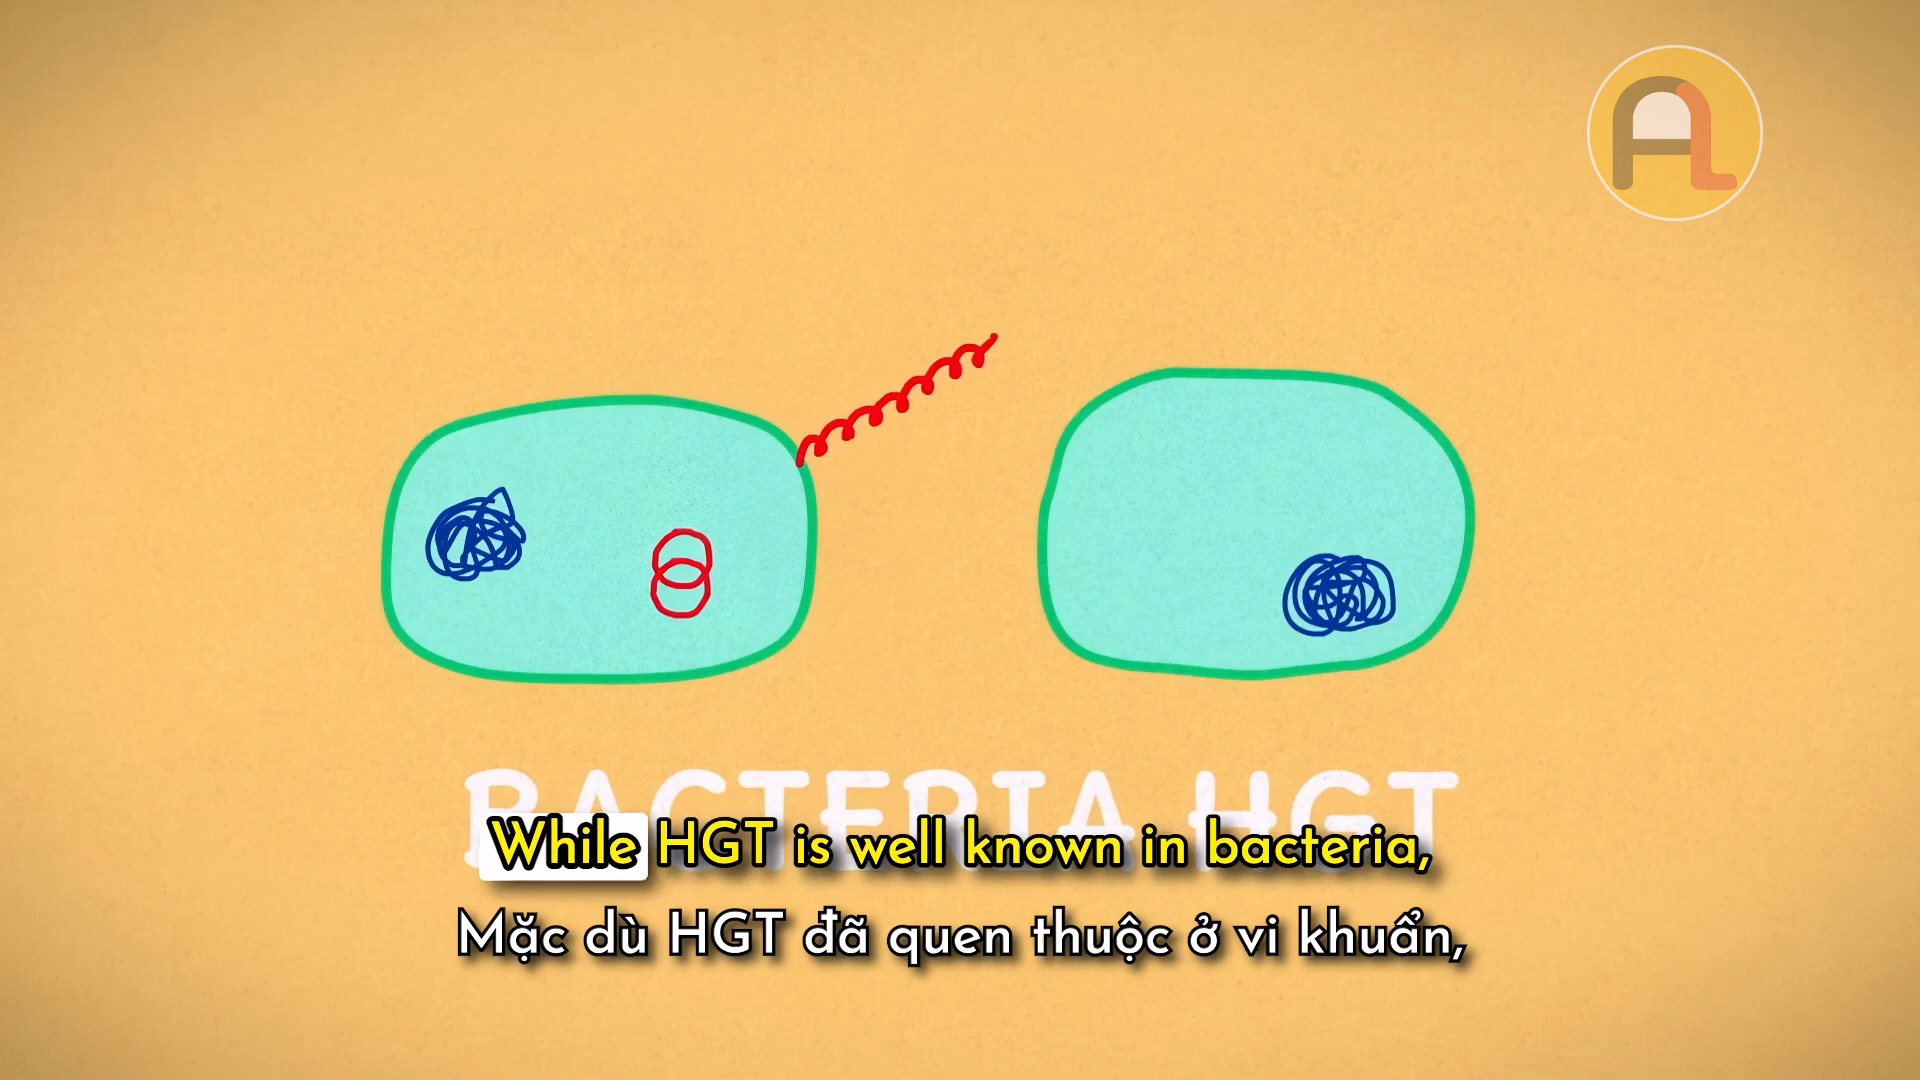 BACTERIA HGT
While HGT is well known in bacteria,
Mặc dù HGT đã quen thuộc ở vi khuẩn,